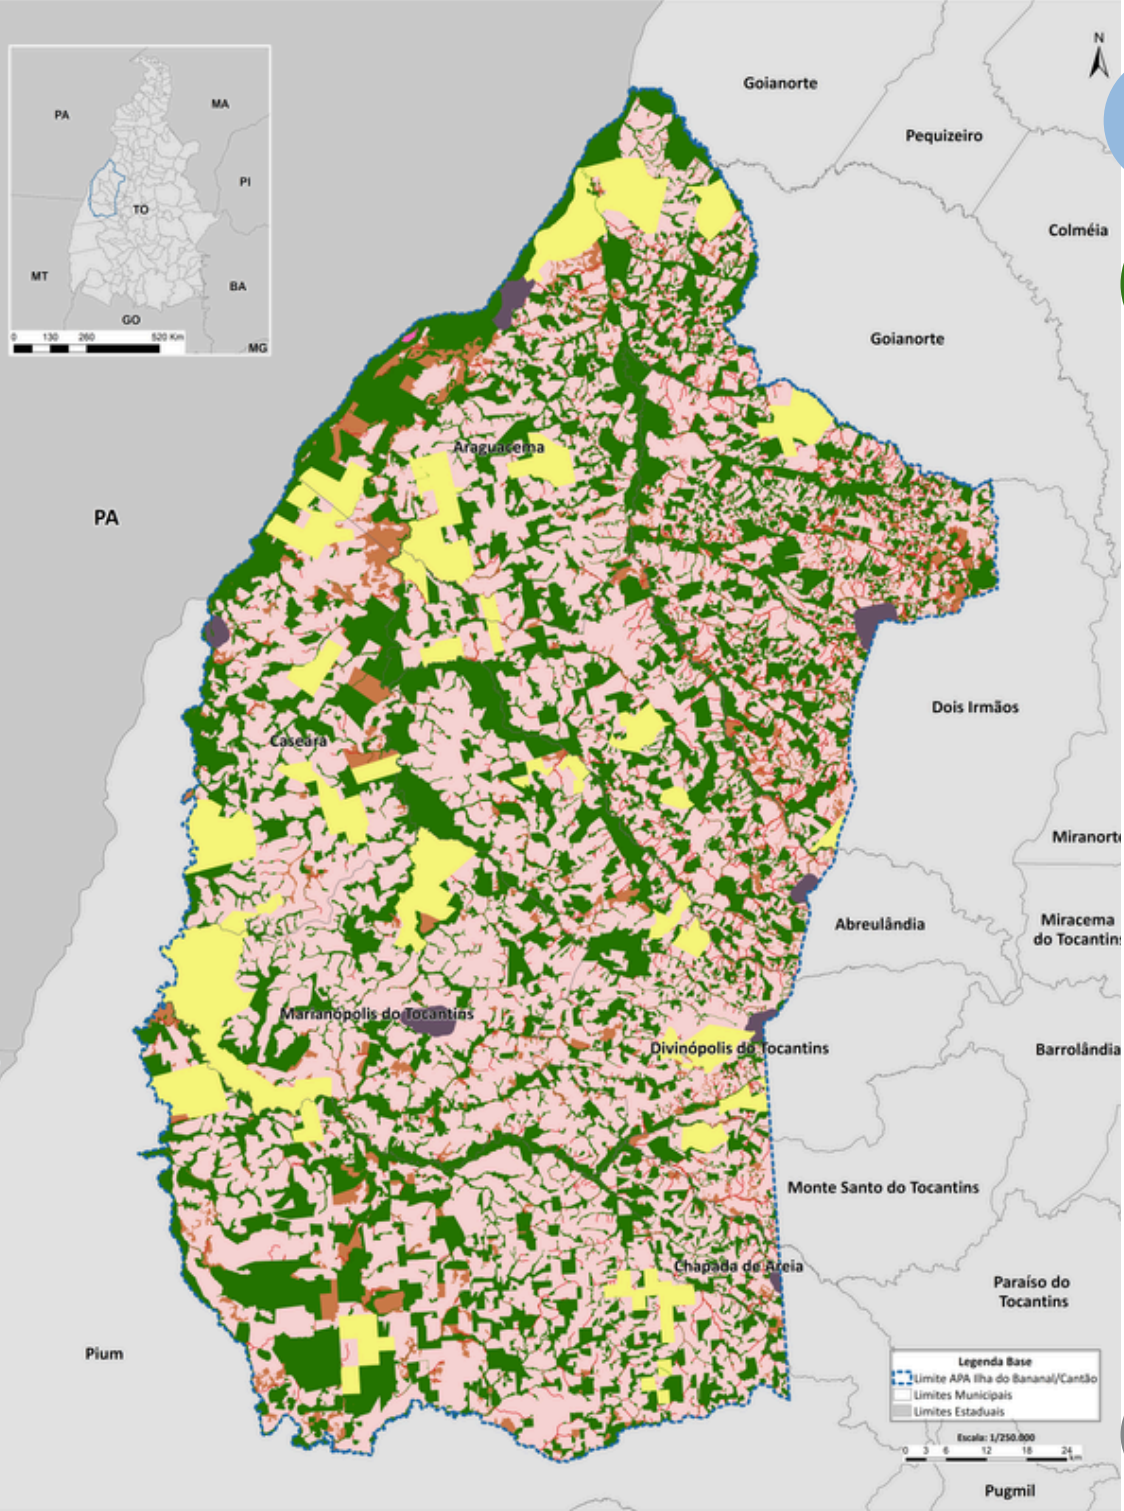 PA
MA
PI
TO
MT
BA
GO
0 130 260 520 Km
MG
N
Goianorte
Pequizeiro
Colméia
Goianorte
Araguacema
PA
Dois Irmãos
Caseara
Miranorte
Abreulândia
Miracema
do Tocantins
Marianópolis do Tocantins
Divinópolis do Tocantins
Barrolândia
Monte Santo do Tocantins
Chapada de Areia
Paraíso do
Tocantins
Pium
Legenda Base
Limite APA Ilha do Bananal/Cantão
Limites Municipais
Limites Estaduais
Escala: 1/250.000
0 3 6 12 18 24
km
Pugmil